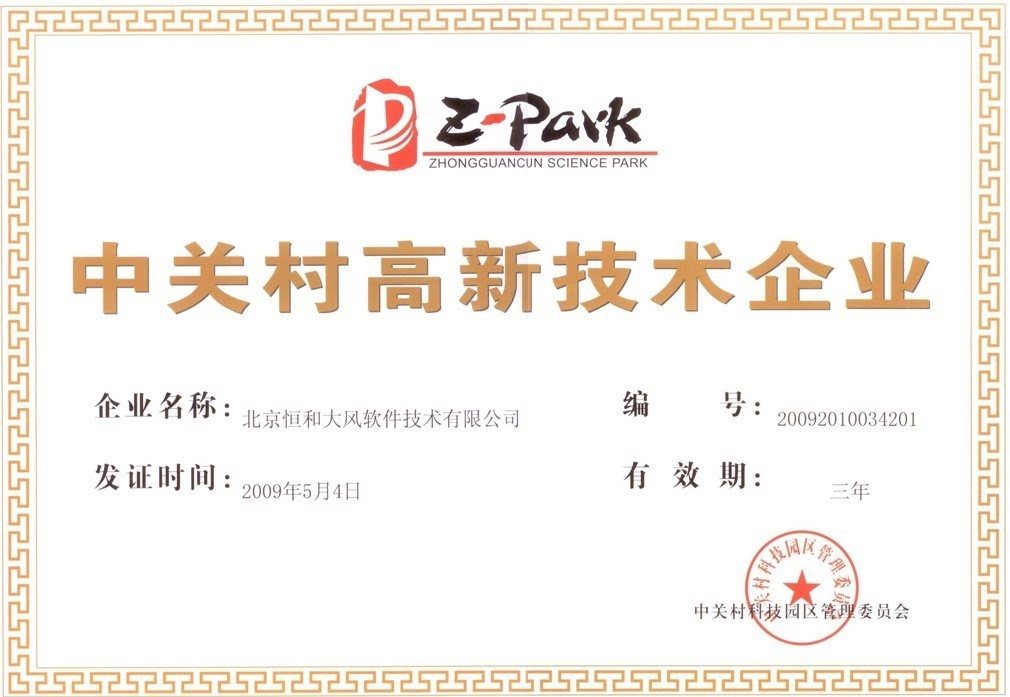 Z-Park
ZHONGGUANCUN SCIENCE PARK
中关村高新技术企业
企业名称：北京恒和大风软件技术有限公司
编号：20092010034201
发证时间：2009年5月4日
有效期：三年
中关村科技园区管理委员会
中关村科技园区管理委员会